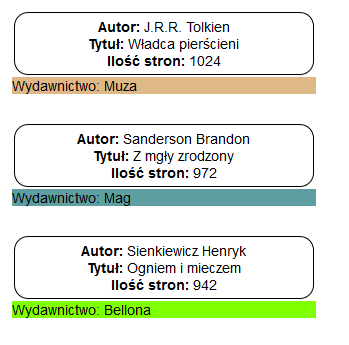 Autor: J.R.R. Tolkien
Tytuł: Władca pierścieni
Ilość stron: 1024
Wydawnictwo: Muza
Autor: Sanderson Brandon
Tytuł: Z mgły zrodzony
Ilość stron: 972
Wydawnictwo: Mag
Autor: Sienkiewicz Henryk
Tytuł: Ogniem i mieczem
Ilość stron: 942
Wydawnictwo: Bellona